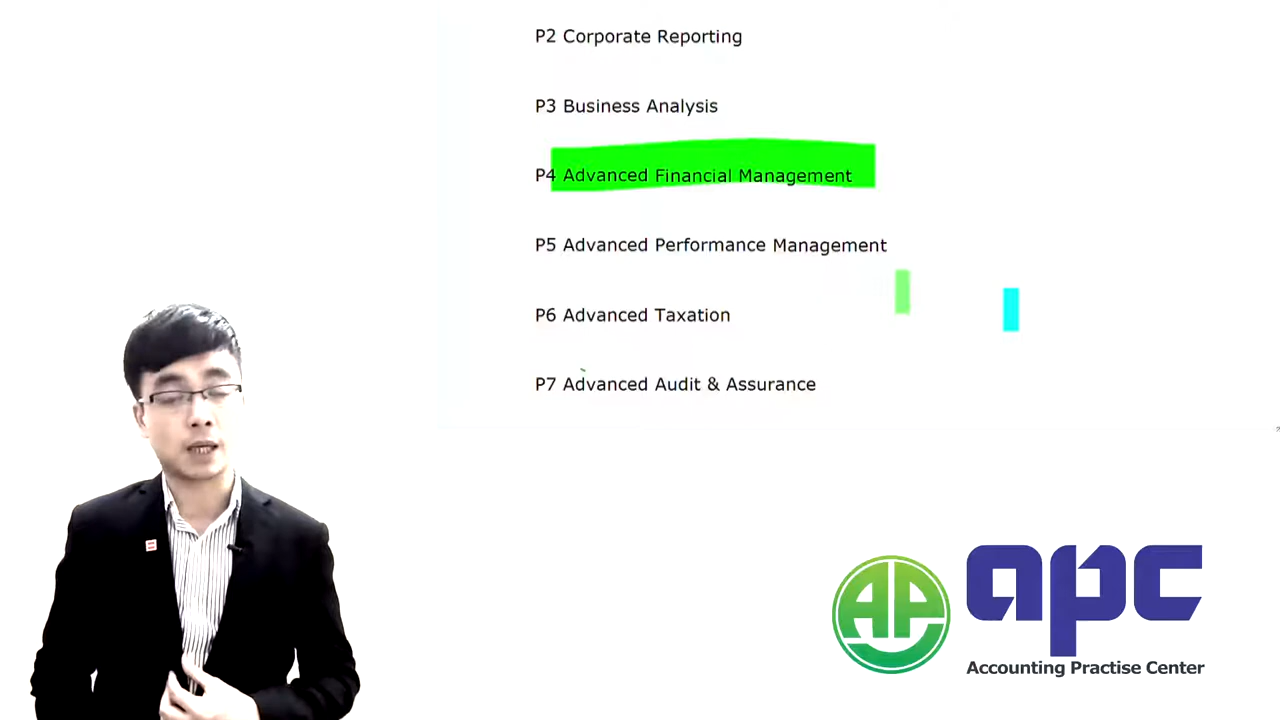 P2 Corporate Reporting
P3 Business Analysis
P4 Advanced Financial Management
P5 Advanced Performance Management
P6 Advanced Taxation
P7 Advanced Audit & Assurance
AP
apc
Accounting Practise Center